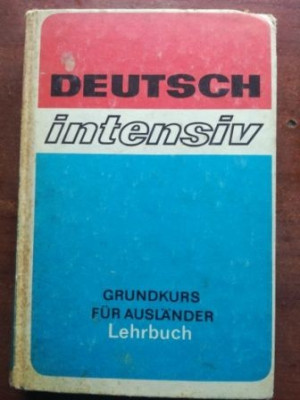 DEUTSCH
intensiv
GRUNDKURS
FÜR AUSLÄNDER
Lehrbuch